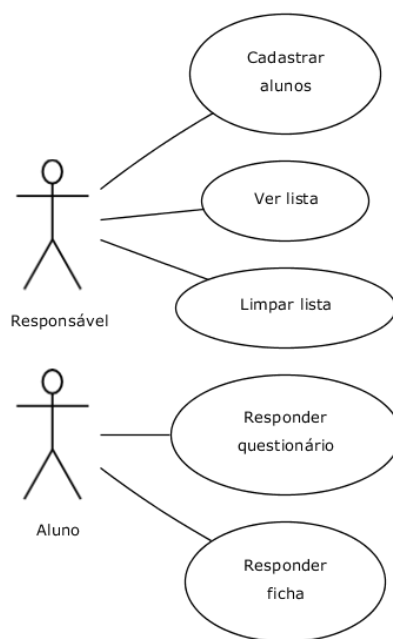 Cadastrar
alunos
Ver lista
Limpar lista
Responsável
Responder
questionário
Aluno
Responder
ficha